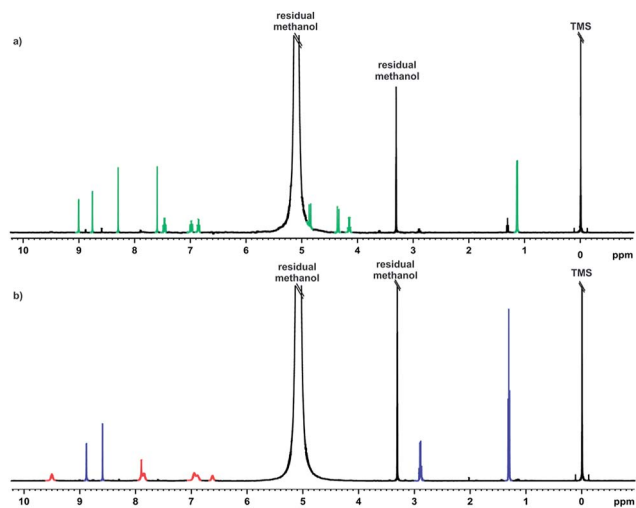 residual
methanol
TMS
a)
residual
methanol
10 9 8 7 6 5 4 3 2 1 0 ppm
residual
methanol
residual
methanol
TMS
b)
10 9 8 7 6 5 4 3 2 1 0 ppm